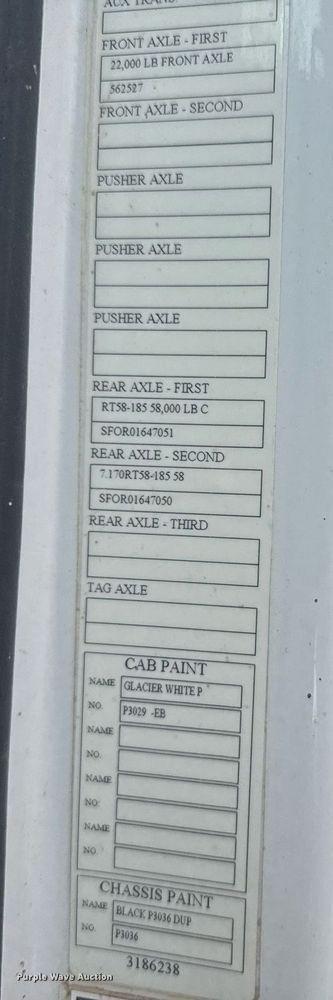 AUX TRANS.
FRONT AXLE - FIRST
22,000 LB FRONT AXLE
562527
FRONT AXLE - SECOND
PUSHER AXLE
PUSHER AXLE
PUSHER AXLE
REAR AXLE - FIRST
RT58-185 58,000 LB C
SFOR01647051
REAR AXLE - SECOND
7.170RT58-185 58
SFOR01647050
REAR AXLE - THIRD
TAG AXLE
CAB PAINT
NAME GLACIER WHITE P
NO. P3029 -EB
NAME
NO.
NAME
NO.
NAME
NO.
CHASSIS PAINT
NAME BLACK P3036 DUP
NO. P3036
3186238
Purple Wave Auction